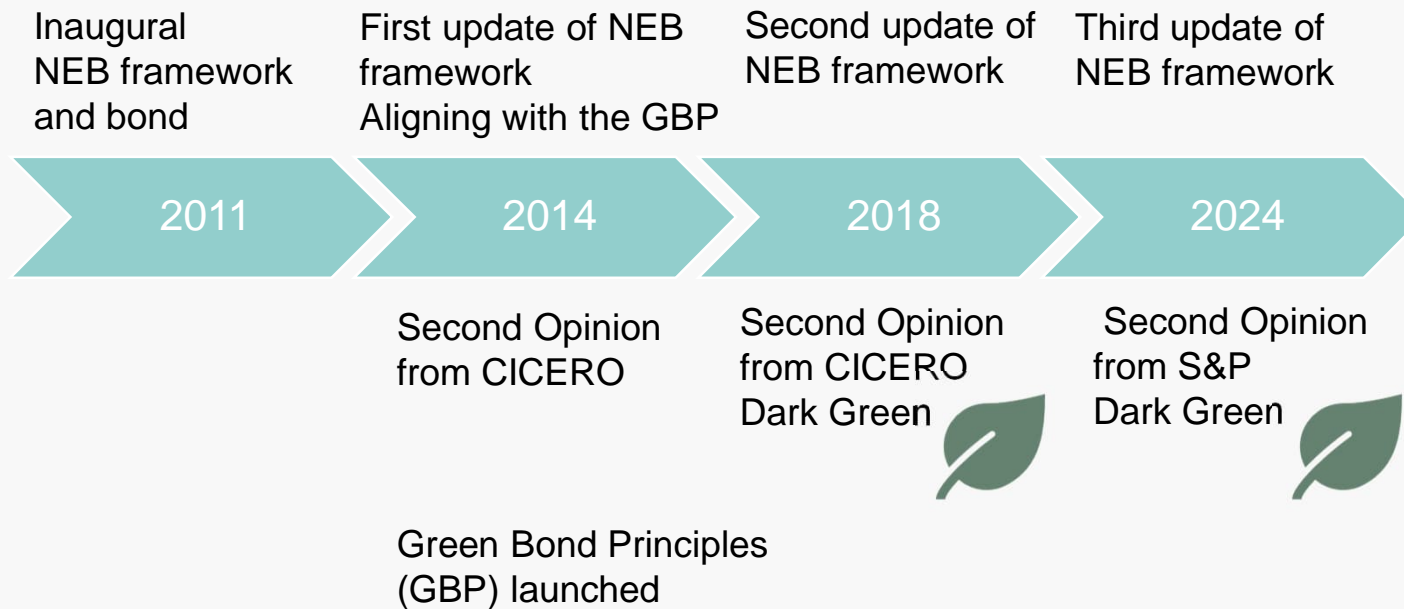 Inaugural
NEB framework
and bond
First update of NEB
framework
Aligning with the GBP
Second update of
NEB framework
Third update of
NEB framework
2011
2014
2018
2024
Second Opinion
from CICERO
Second Opinion
from CICERO
Dark Green
Second Opinion
from S&P
Dark Green
Green Bond Principles
(GBP) launched